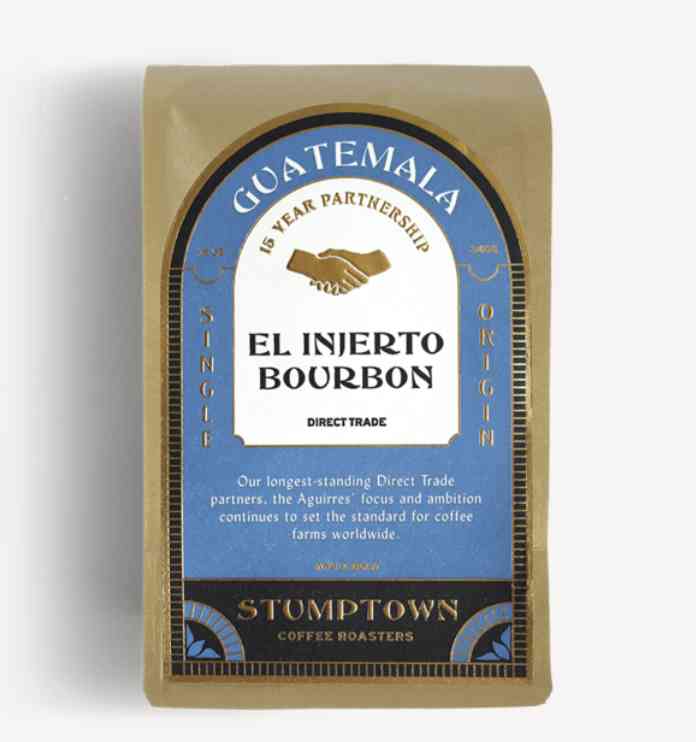 GUATEMALA
15 YEAR PARTNERSHIP
SINGLE
ORIGIN
EL INJERTO
BOURBON
DIRECT TRADE
Our longest-standing Direct Trade
partners, the Aguirres' focus and ambition
continues to set the standard for coffee
farms worldwide.
STUMPTOWN
COFFEE ROASTERS